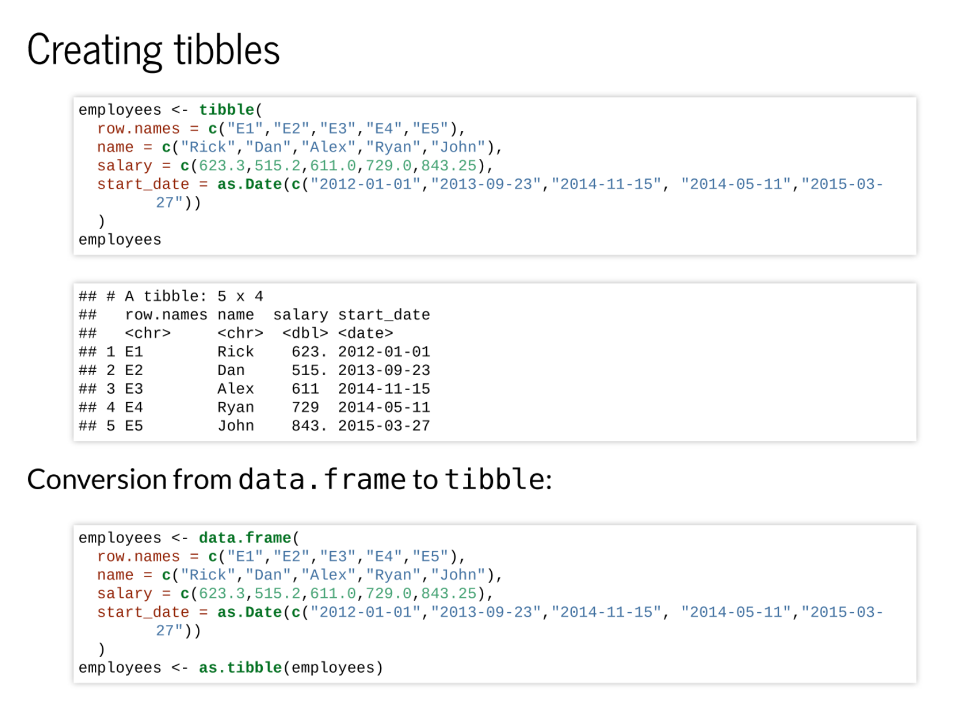 Creating tibbles
employees <- tibble(
  row.names = c("E1","E2","E3","E4","E5"),
  name = c("Rick","Dan","Alex","Ryan","John"),
  salary = c(623.3,515.2,611.0,729.0,843.25),
  start_date = as.Date(c("2012-01-01","2013-09-23","2014-11-15", "2014-05-11","2015-03-
        27"))
  )
employees
## # A tibble: 5 x 4
##   row.names name  salary start_date
##   <chr>     <chr>  <dbl> <date>
## 1 E1        Rick    623. 2012-01-01
## 2 E2        Dan     515. 2013-09-23
## 3 E3        Alex    611  2014-11-15
## 4 E4        Ryan    729  2014-05-11
## 5 E5        John    843. 2015-03-27
Conversion from data.frame to tibble:
employees <- data.frame(
  row.names = c("E1","E2","E3","E4","E5"),
  name = c("Rick","Dan","Alex","Ryan","John"),
  salary = c(623.3,515.2,611.0,729.0,843.25),
  start_date = as.Date(c("2012-01-01","2013-09-23","2014-11-15", "2014-05-11","2015-03-
        27"))
  )
employees <- as.tibble(employees)